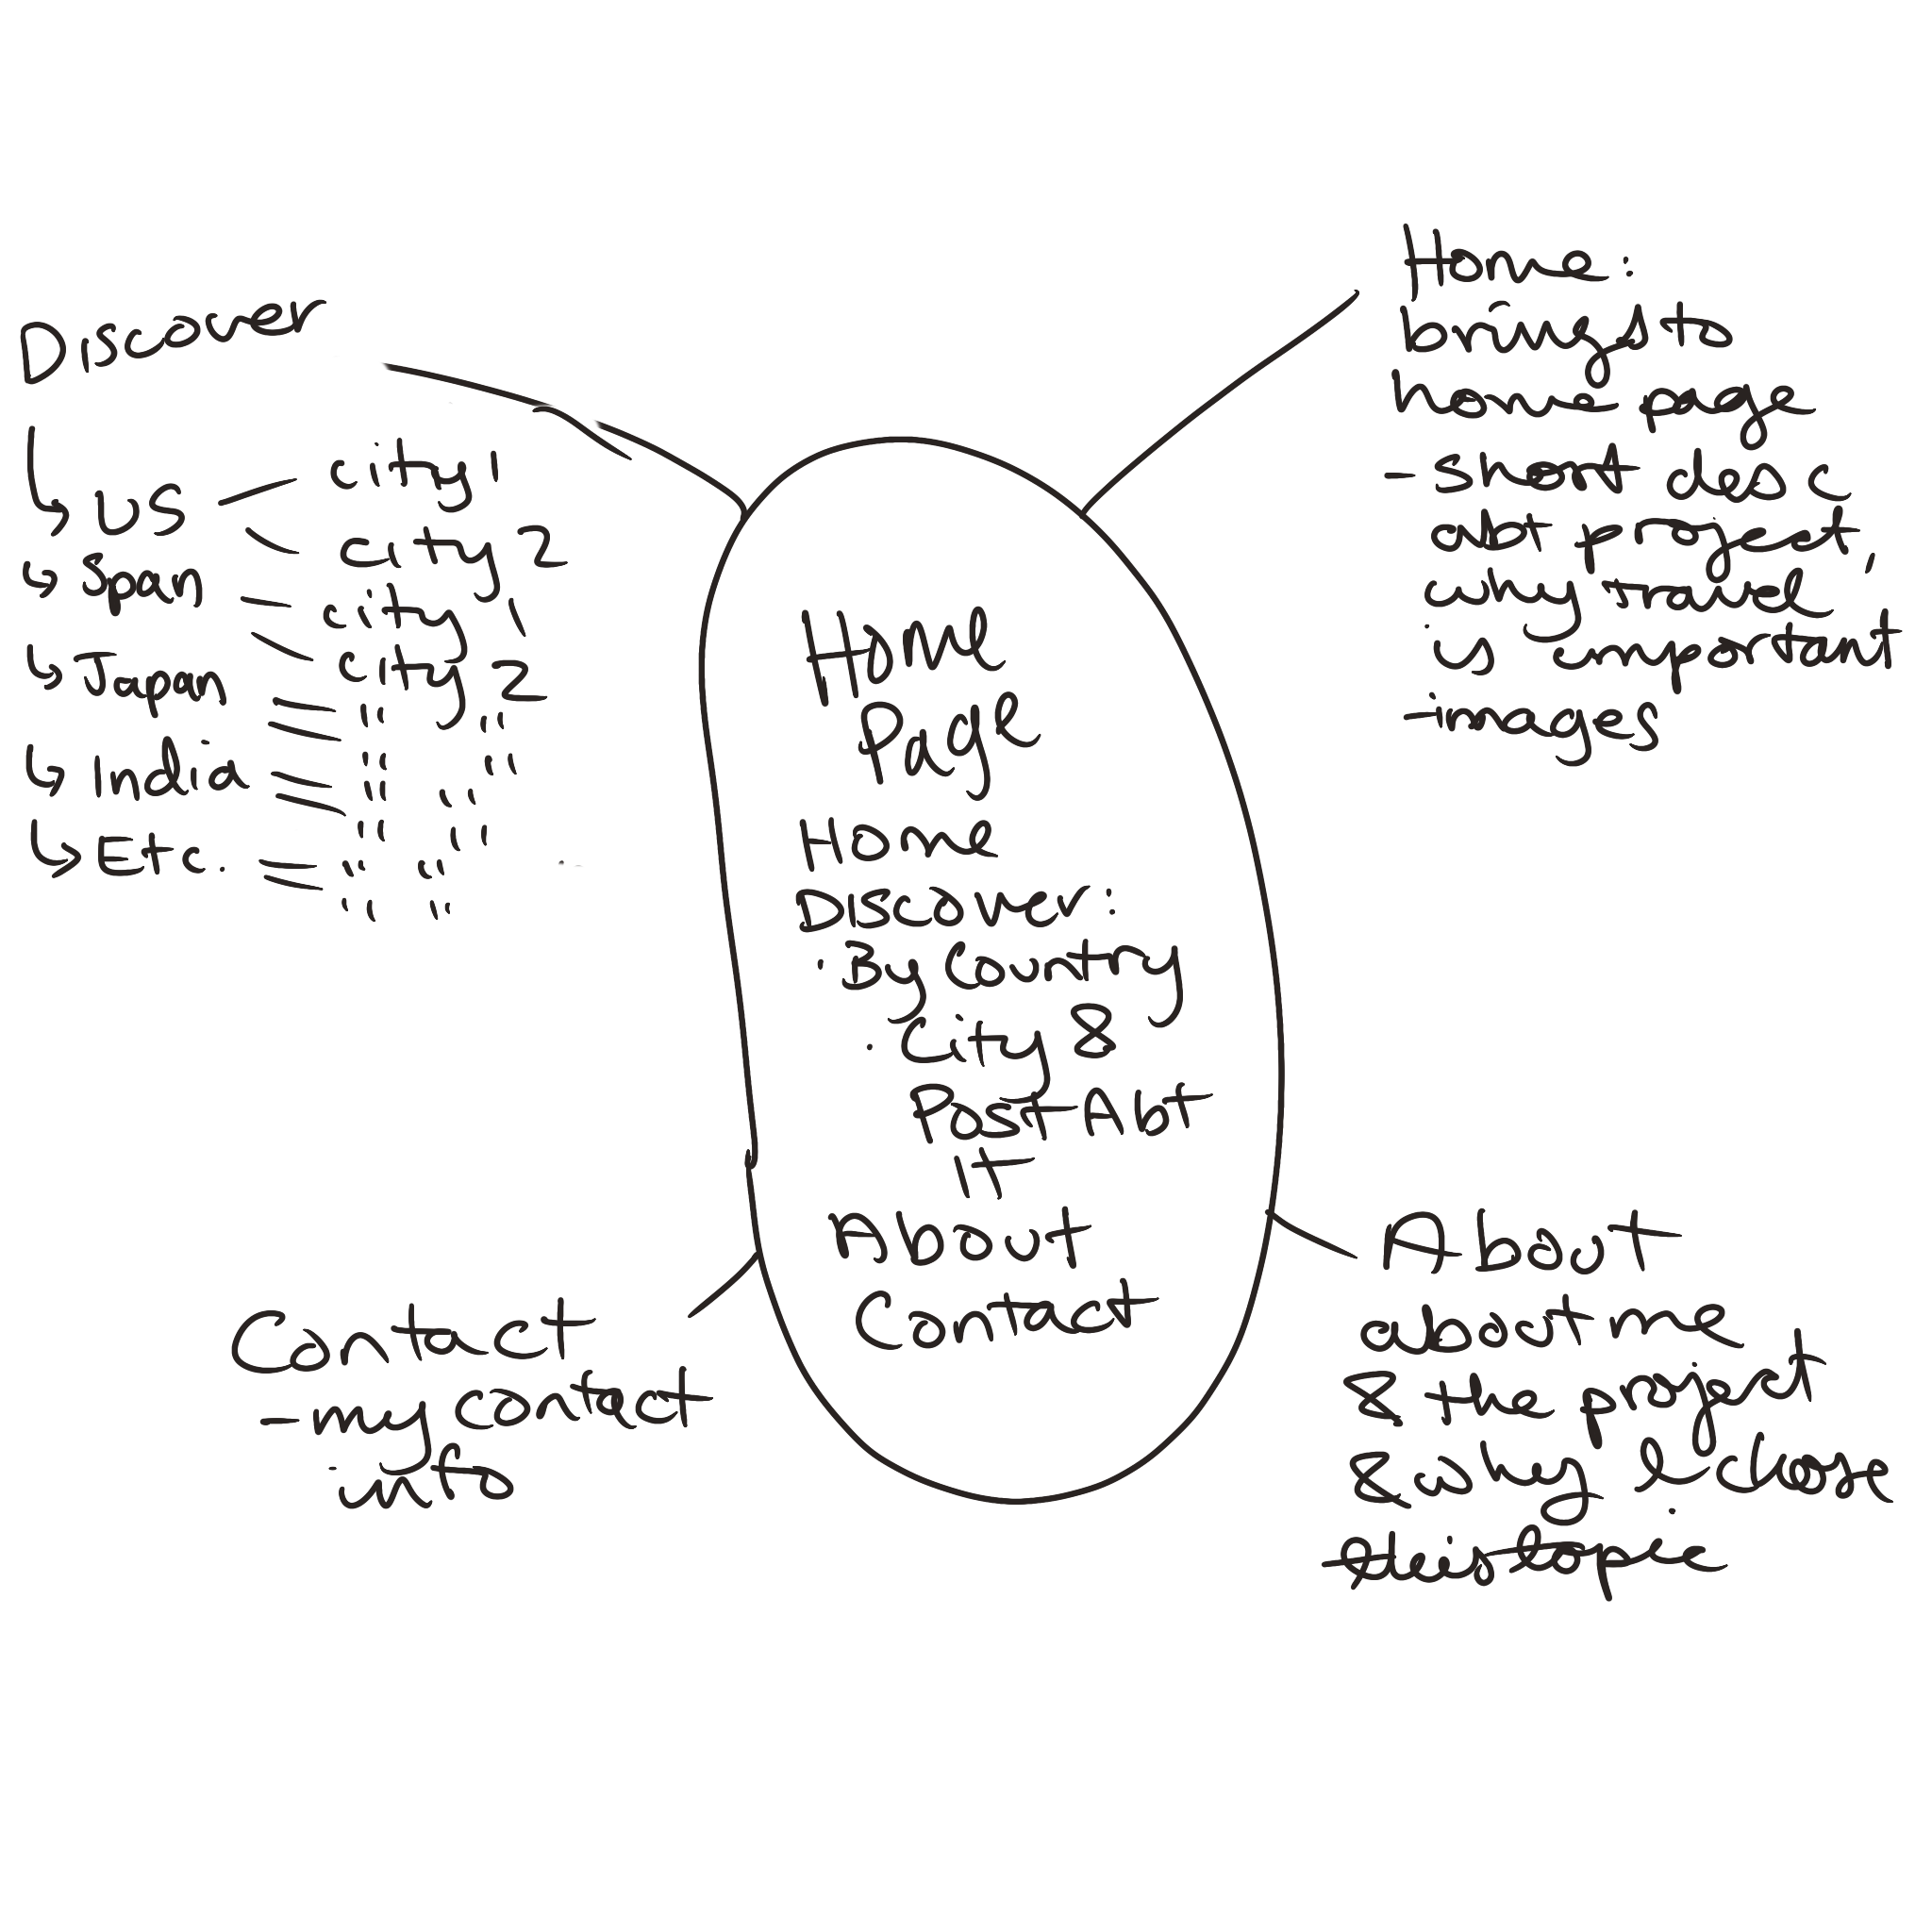 Discover
↳ US — city 1
city 2
↳ Span city 1
↳ Japan city 2
" "
" "
↳ India " "
" "
↳ Etc. " "
" "
Home
Page
Home
Discover:
· By Country
· City &
Post Abt
It
About
Contact
Home:
brings to
home page
- short desc
abt project,
why travel
is important
- images
Contact
- my contact
info
About
about me
& the project
& why I chose
this topic